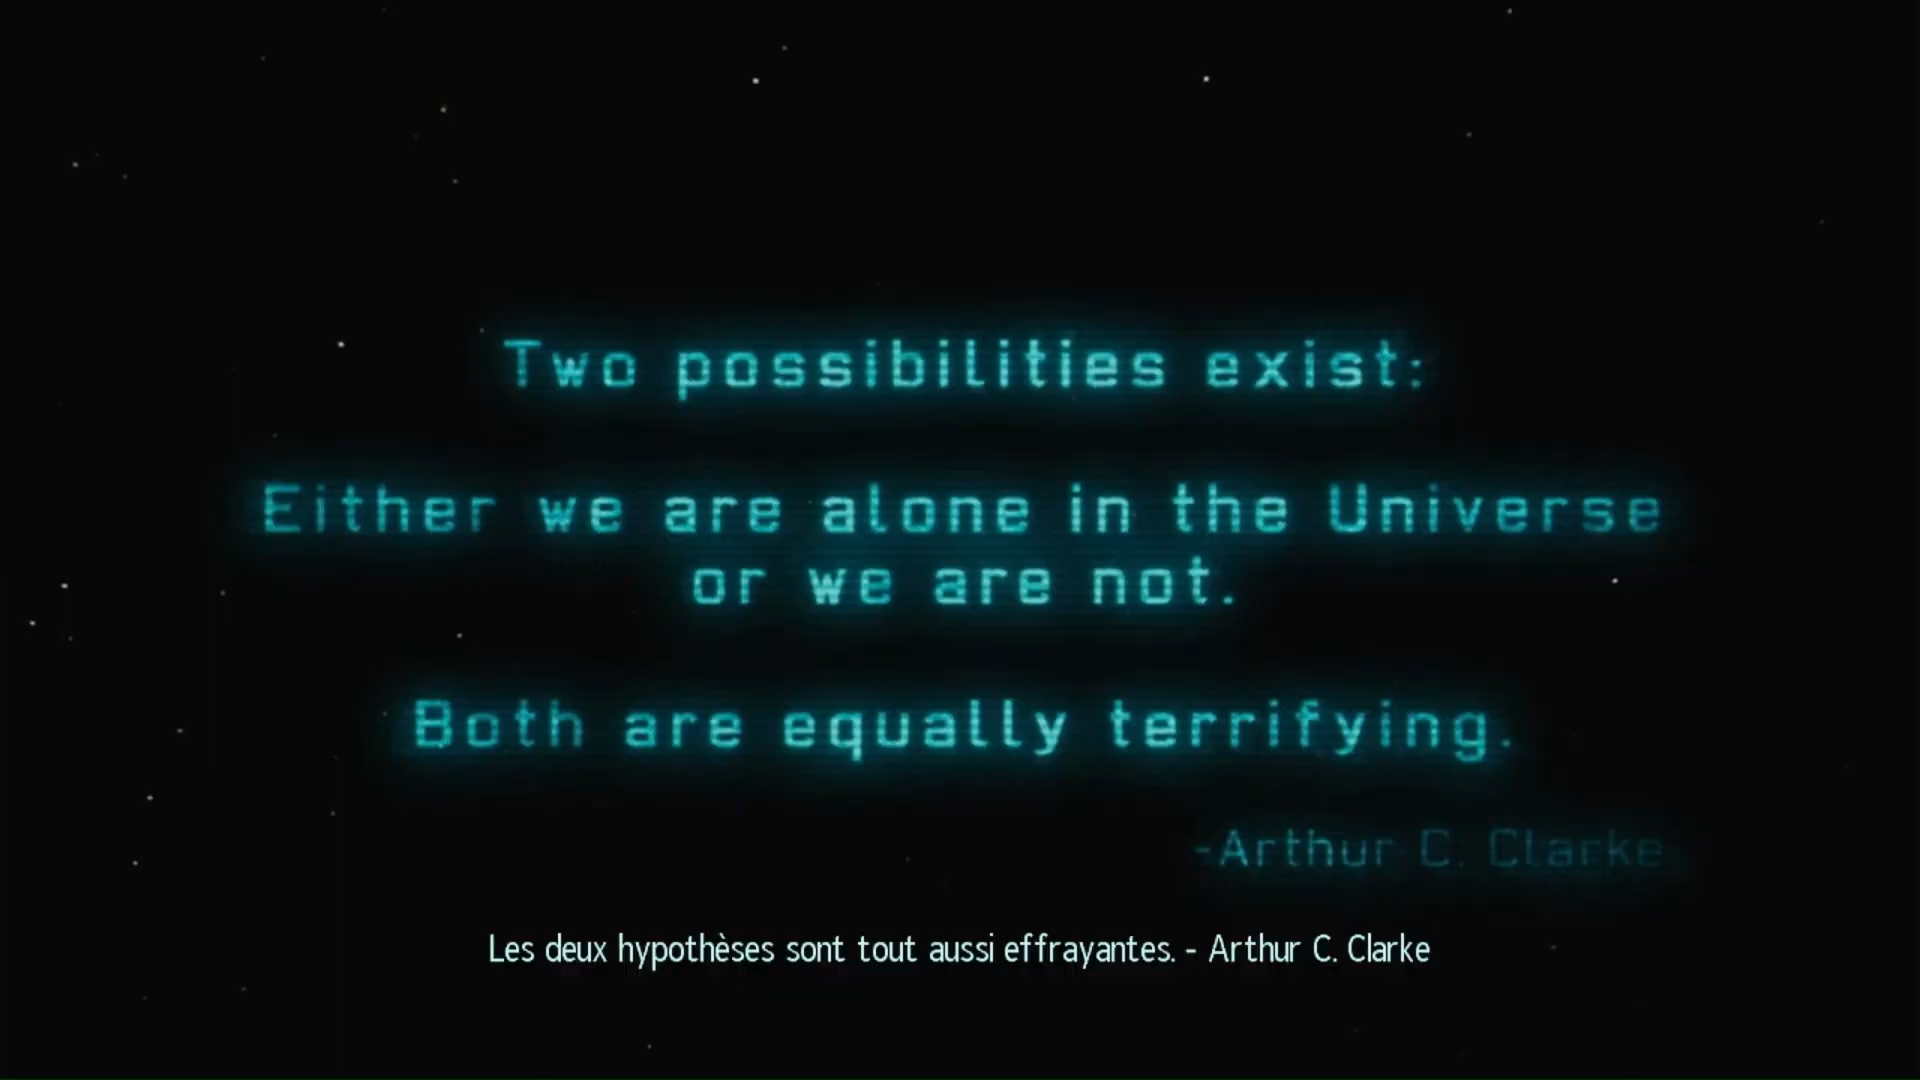 Two possibilities exist:
Either we are alone in the Universe
or we are not.
Both are equally terrifying.
-Arthur C. Clarke
Les deux hypothèses sont tout aussi effrayantes. - Arthur C. Clarke